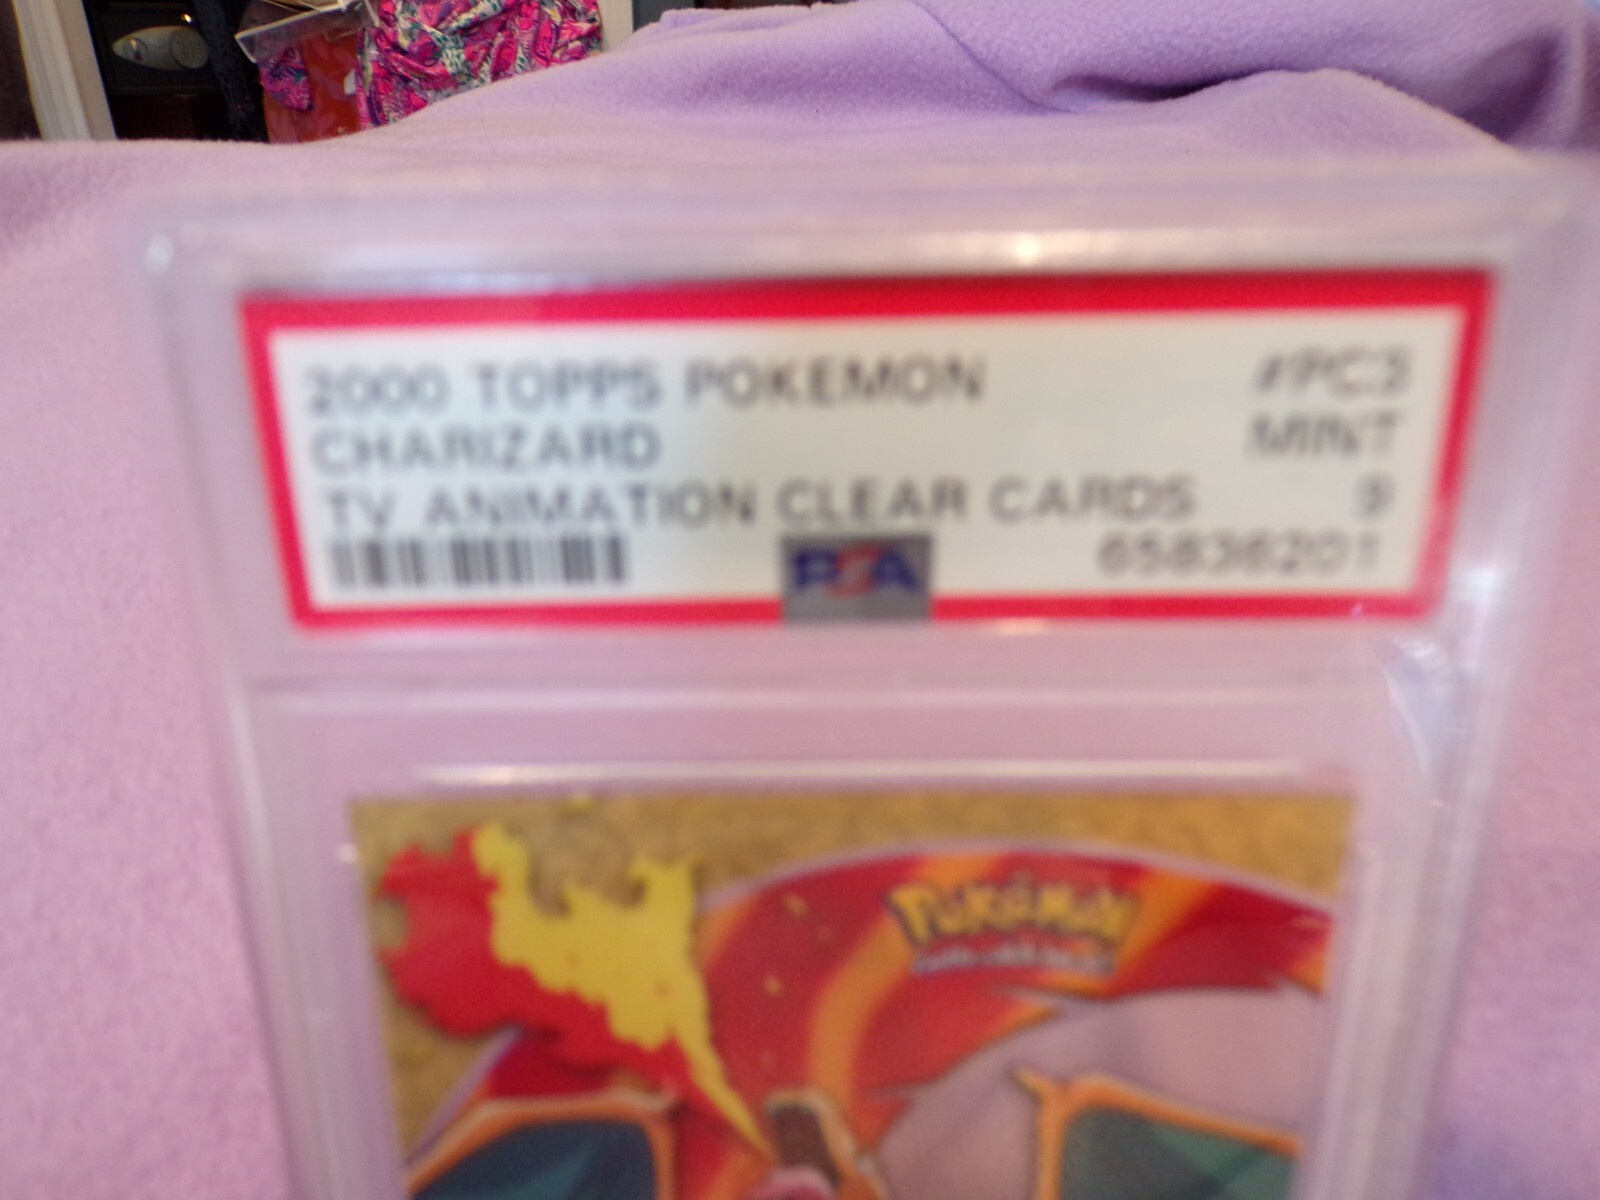 2000 TOPPS POKEMON #PC3
CHARIZARD MINT
TV ANIMATION CLEAR CARDS 9
PSA 65836201
POKéMON